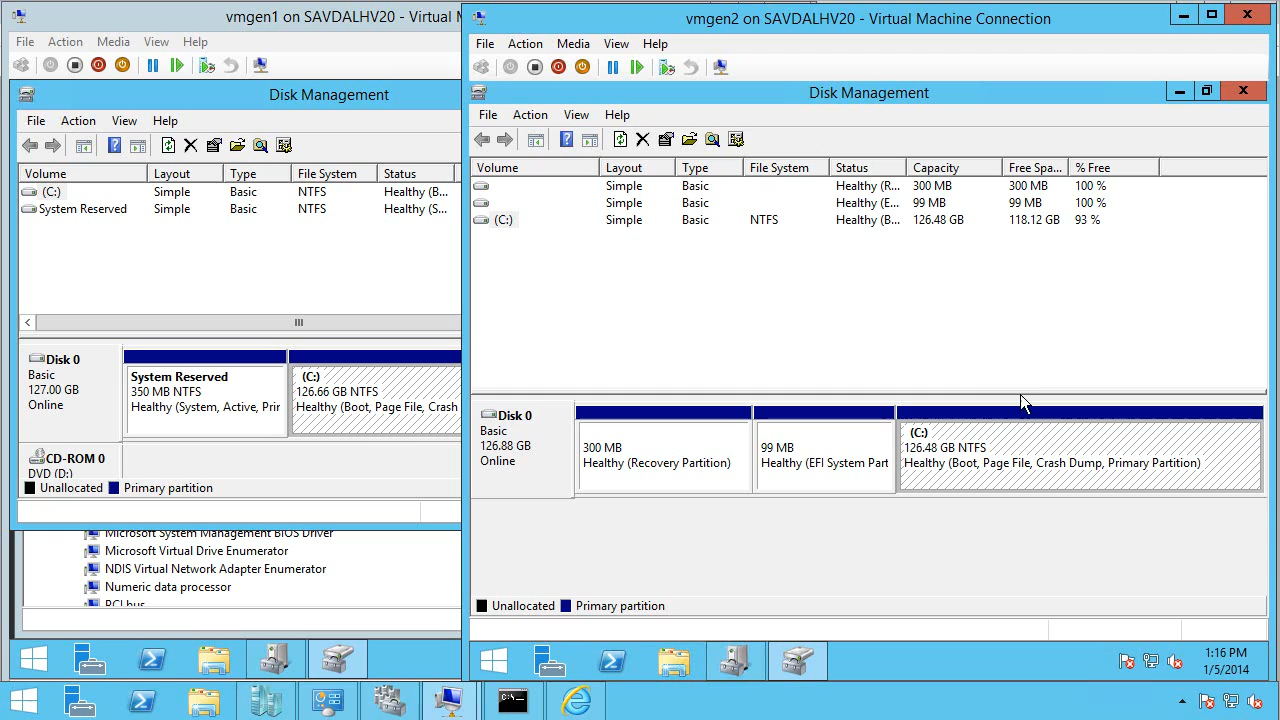 vmgen1 on SAVDALHV20 - Virtual M
File Action Media View Help
Disk Management
File Action View Help
Volume Layout Type File System Status
(C:) Simple Basic NTFS Healthy (B...
System Reserved Simple Basic NTFS Healthy (S...
Disk 0
Basic
127.00 GB
Online
System Reserved
350 MB NTFS
Healthy (System, Active, Prir
(C:)
126.66 GB NTFS
Healthy (Boot, Page File, Crash
CD-ROM 0
DVD (D:)
Unallocated Primary partition
Microsoft System Management BIOS Driver
Microsoft Virtual Drive Enumerator
NDIS Virtual Network Adapter Enumerator
Numeric data processor
PCI bus
vmgen2 on SAVDALHV20 - Virtual Machine Connection
File Action Media View Help
Disk Management
File Action View Help
Volume Layout Type File System Status Capacity Free Spa... % Free
Simple Basic Healthy (R... 300 MB 300 MB 100 %
Simple Basic Healthy (E... 99 MB 99 MB 100 %
(C:) Simple Basic NTFS Healthy (B... 126.48 GB 118.12 GB 93 %
Disk 0
Basic
126.88 GB
Online
300 MB
Healthy (Recovery Partition)
99 MB
Healthy (EFI System Part
(C:)
126.48 GB NTFS
Healthy (Boot, Page File, Crash Dump, Primary Partition)
Unallocated Primary partition
1:16 PM
1/5/2014